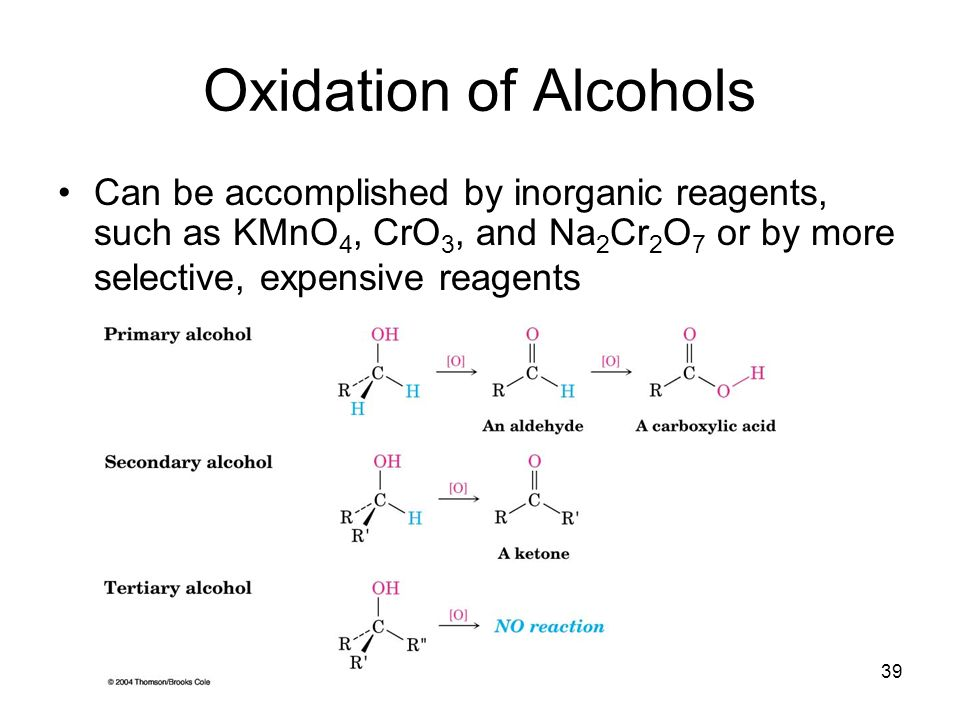 Oxidation of Alcohols
• Can be accomplished by inorganic reagents,
such as KMnO4, CrO3, and Na2Cr2O7 or by more
selective, expensive reagents
Primary alcohol
OH
C
R
H
H
[O]
O
C
R
H
An aldehyde
[O]
O
C
R
O
H
A carboxylic acid
Secondary alcohol
OH
C
R
R'
H
[O]
O
C
R
R'
A ketone
Tertiary alcohol
OH
C
R
R'
R"
[O]
NO reaction
© 2004 Thomson/Brooks Cole
39